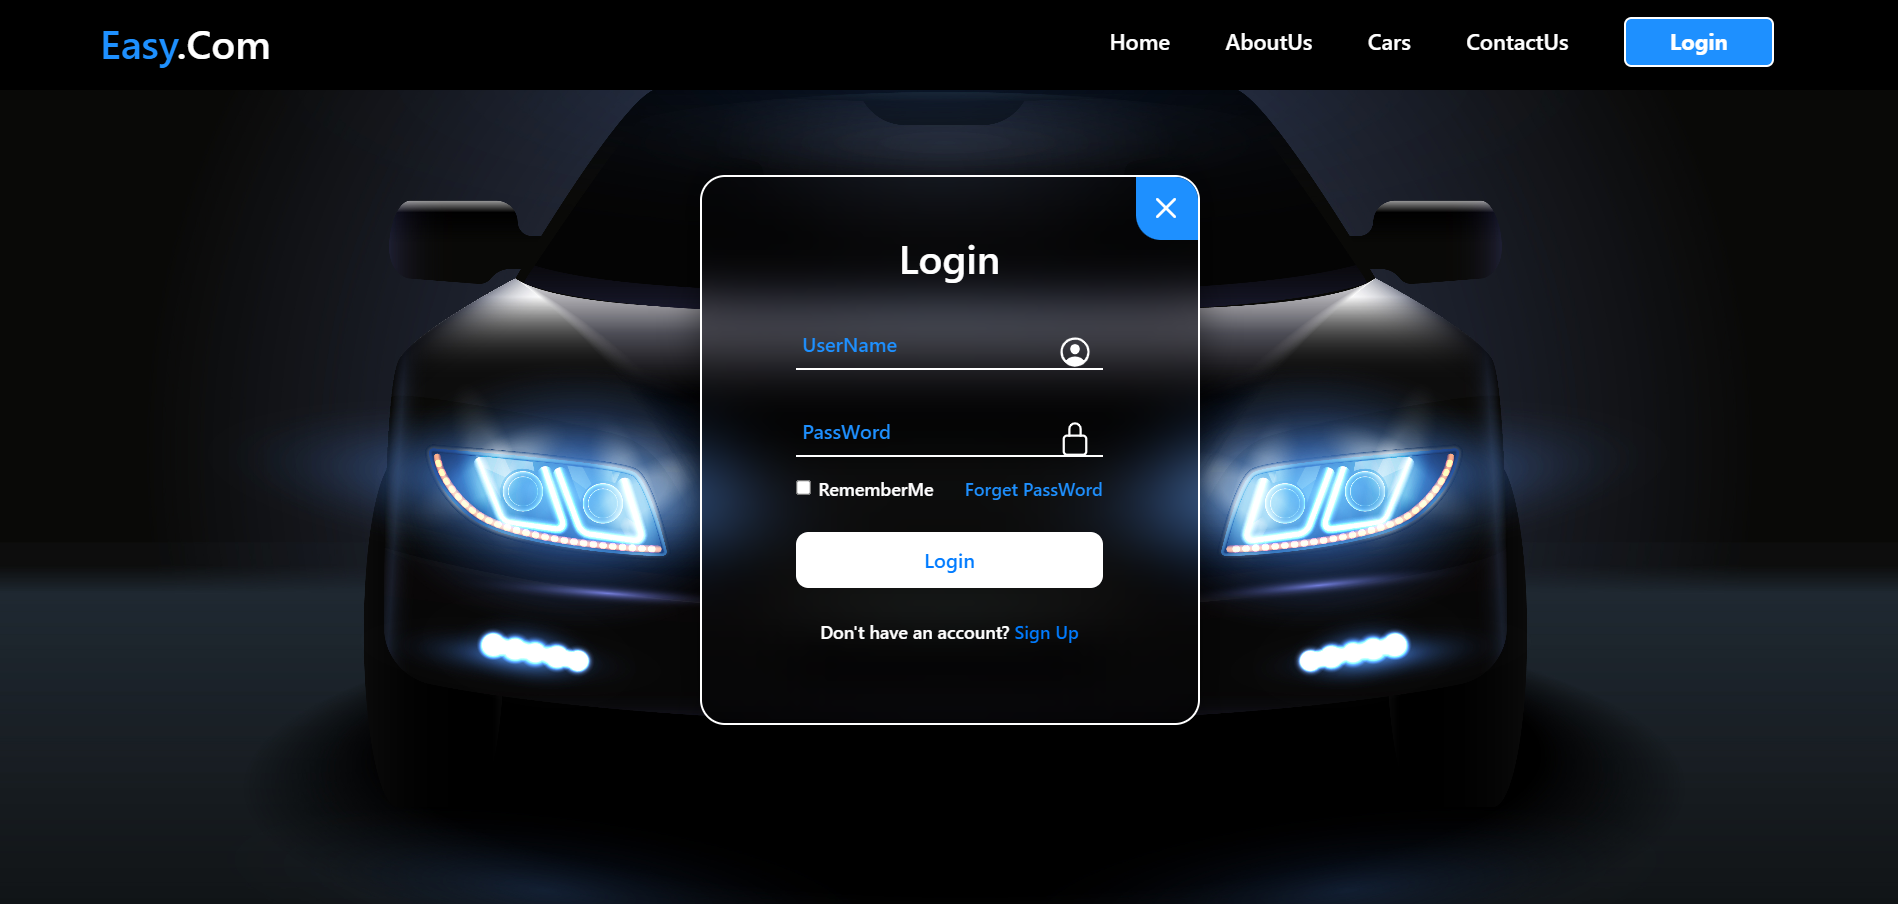 Easy.Com
Home AboutUs Cars ContactUs Login
Login
UserName
PassWord
RememberMe Forget PassWord
Login
Don't have an account? Sign Up